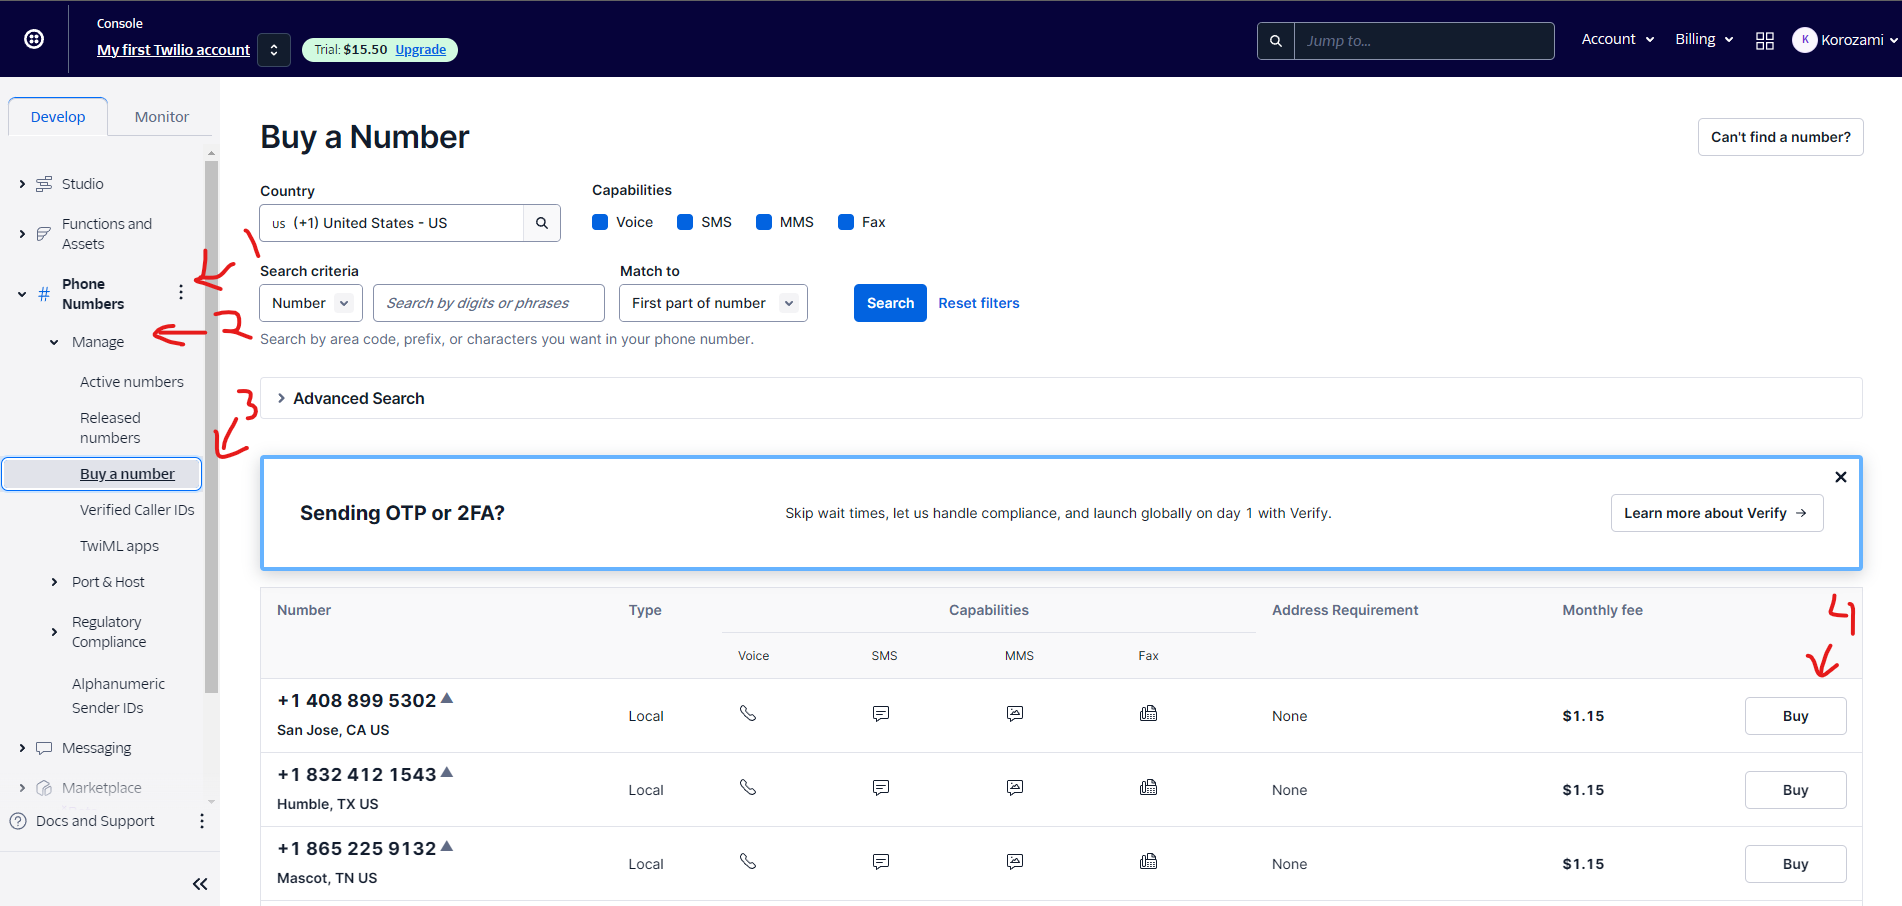 Console
My first Twilio account
Trial: $15.50 Upgrade
Jump to...
Account
Billing
K
Korozami
Develop
Monitor
Studio
Functions and
Assets
Phone
Numbers
Manage
Active numbers
Released
numbers
Buy a number
Verified Caller IDs
TwiML apps
Port & Host
Regulatory
Compliance
Alphanumeric
Sender IDs
Messaging
Marketplace
Docs and Support
1
2
3
Buy a Number
Can't find a number?
Country
US (+1) United States - US
Capabilities
Voice SMS MMS Fax
Search criteria
Number
Search by digits or phrases
Match to
First part of number
Search
Reset filters
Search by area code, prefix, or characters you want in your phone number.
Advanced Search
Sending OTP or 2FA?
Skip wait times, let us handle compliance, and launch globally on day 1 with Verify.
Learn more about Verify →
Number Type Capabilities Address Requirement Monthly fee
4
Voice SMS MMS Fax
+1 408 899 5302
San Jose, CA US
Local None $1.15 Buy
+1 832 412 1543
Humble, TX US
Local None $1.15 Buy
+1 865 225 9132
Mascot, TN US
Local None $1.15 Buy